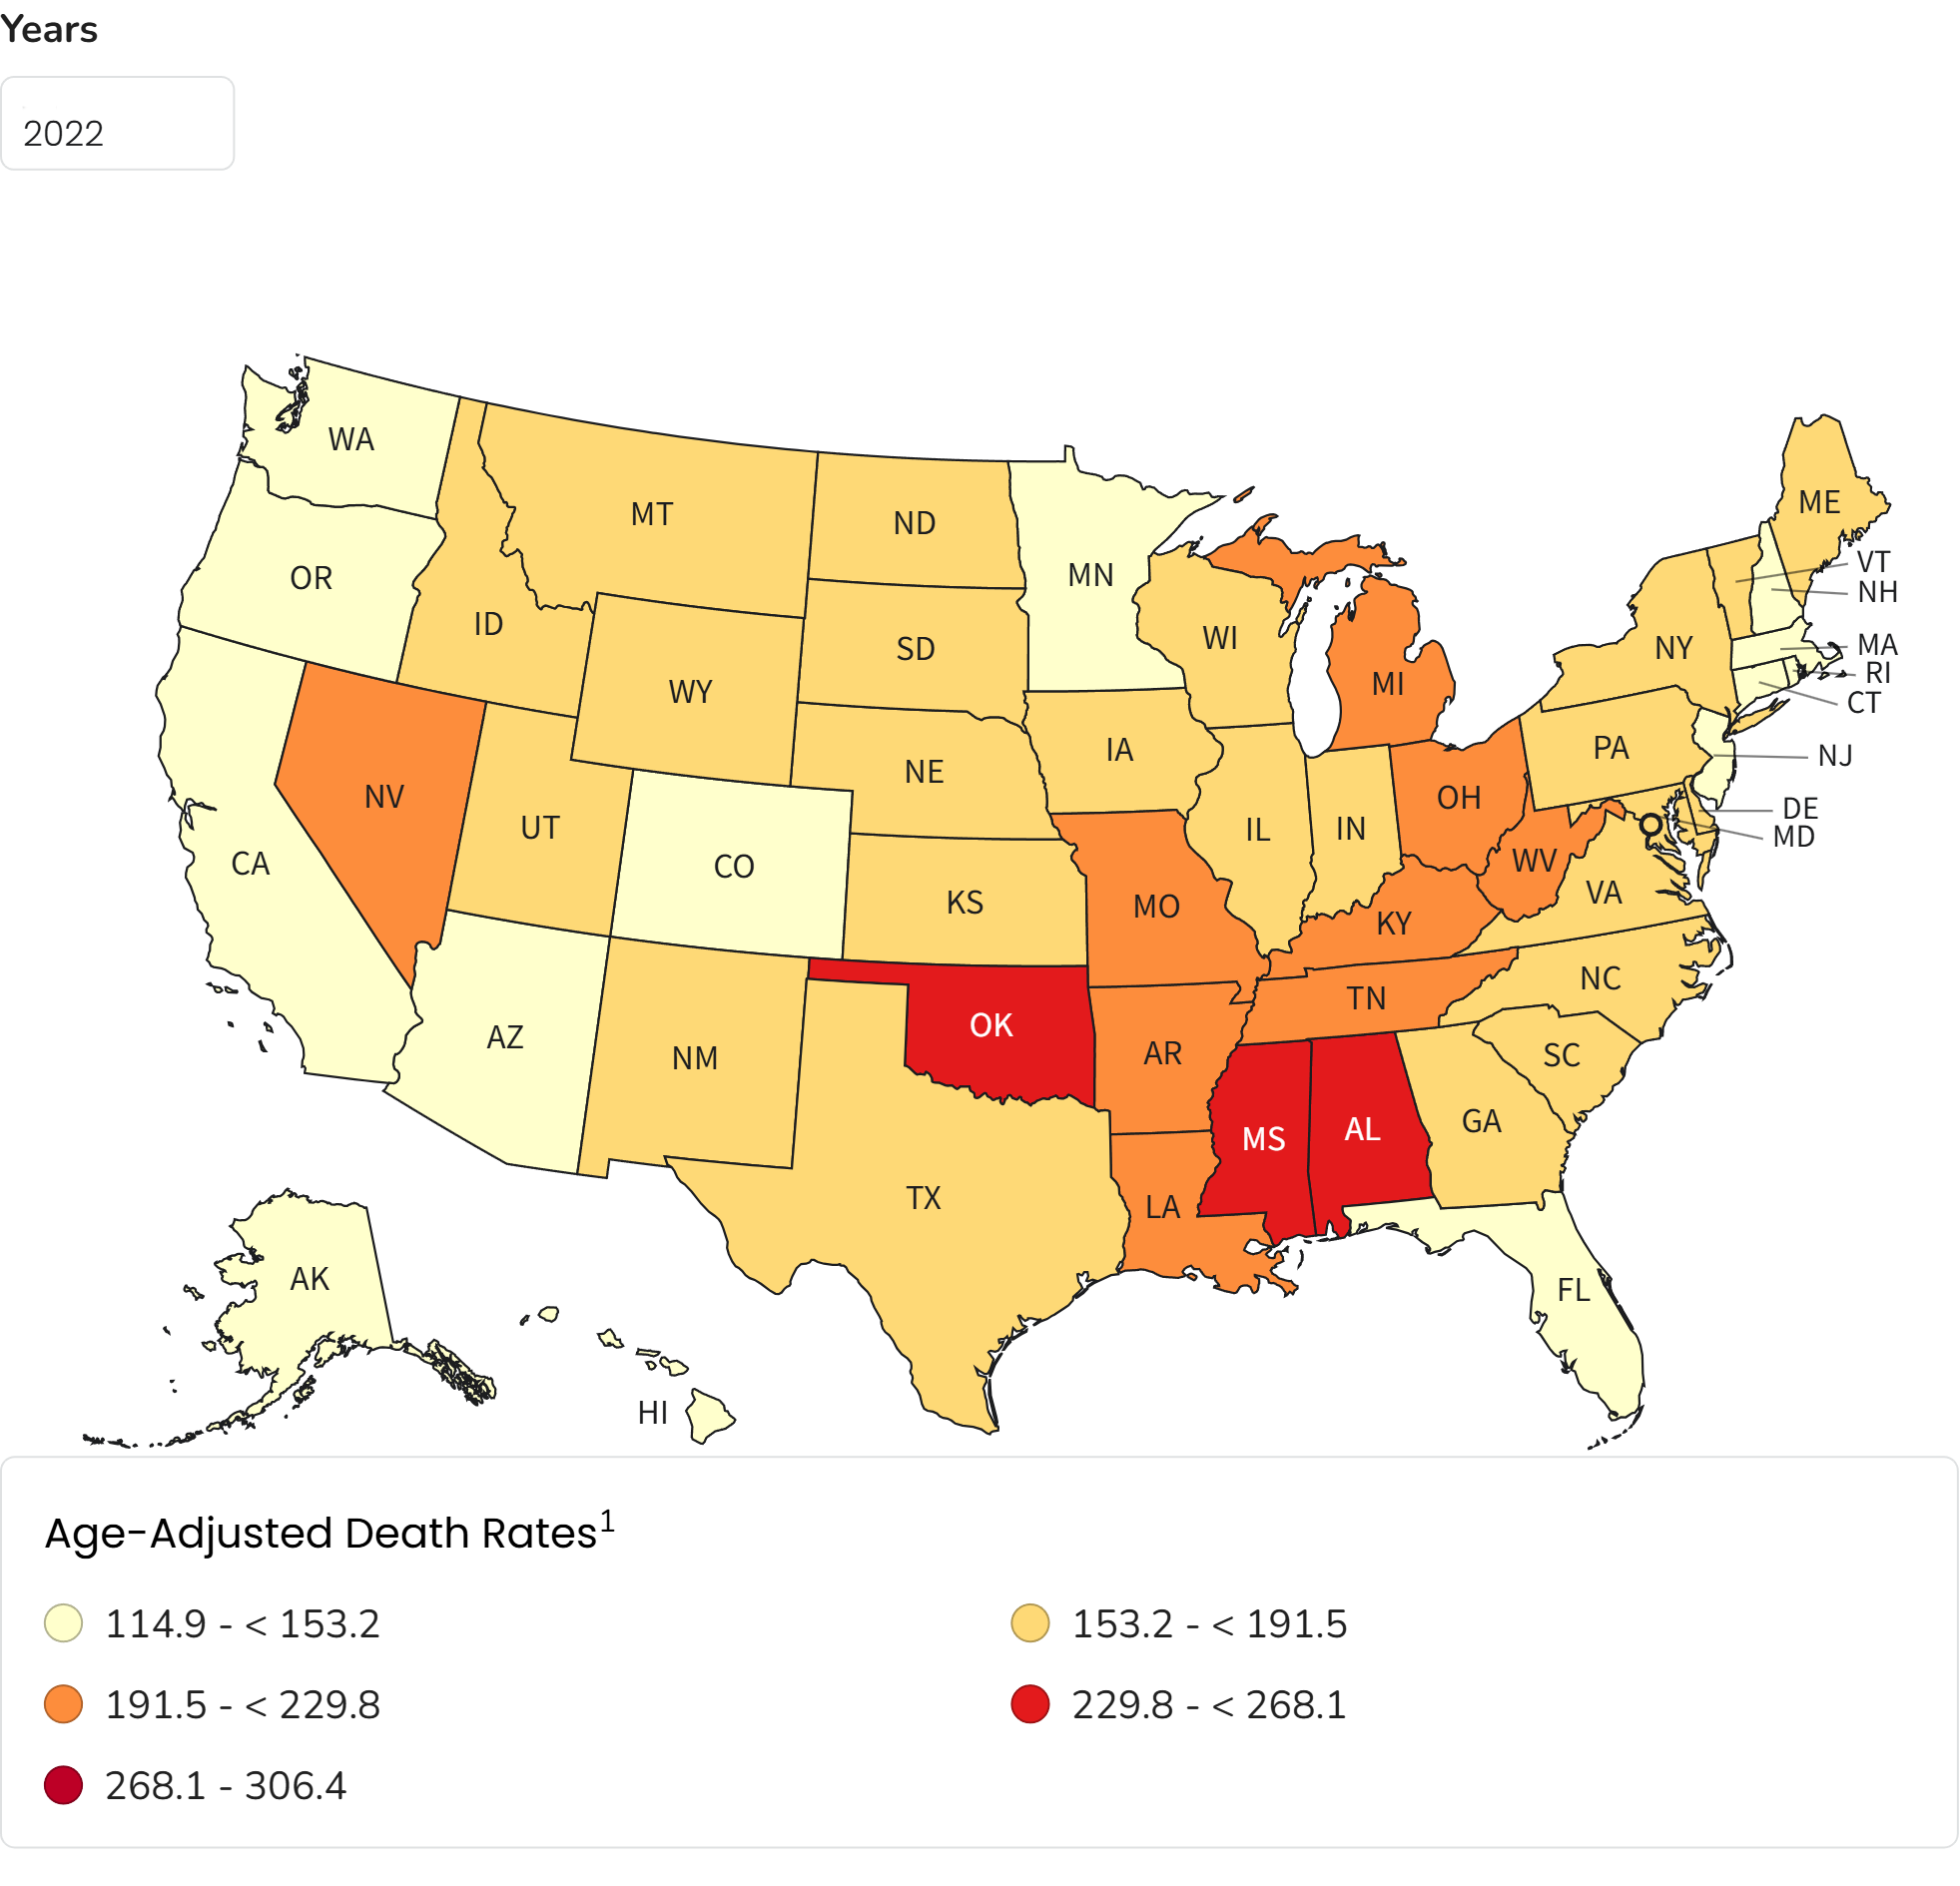 Years
2022
WA
MT
ND
ME
OR
MN
VT
NH
ID
SD
WI
NY
MA
RI
WY
MI
CT
IA
PA
NJ
NE
NV
OH
DE
UT
IL
IN
MD
CA
CO
WV
KS
MO
VA
KY
NC
TN
OK
AZ
AR
SC
NM
GA
AL
MS
TX
LA
AK
FL
HI
Age-Adjusted Death Rates1
114.9 - < 153.2
153.2 - < 191.5
191.5 - < 229.8
229.8 - < 268.1
268.1 - 306.4